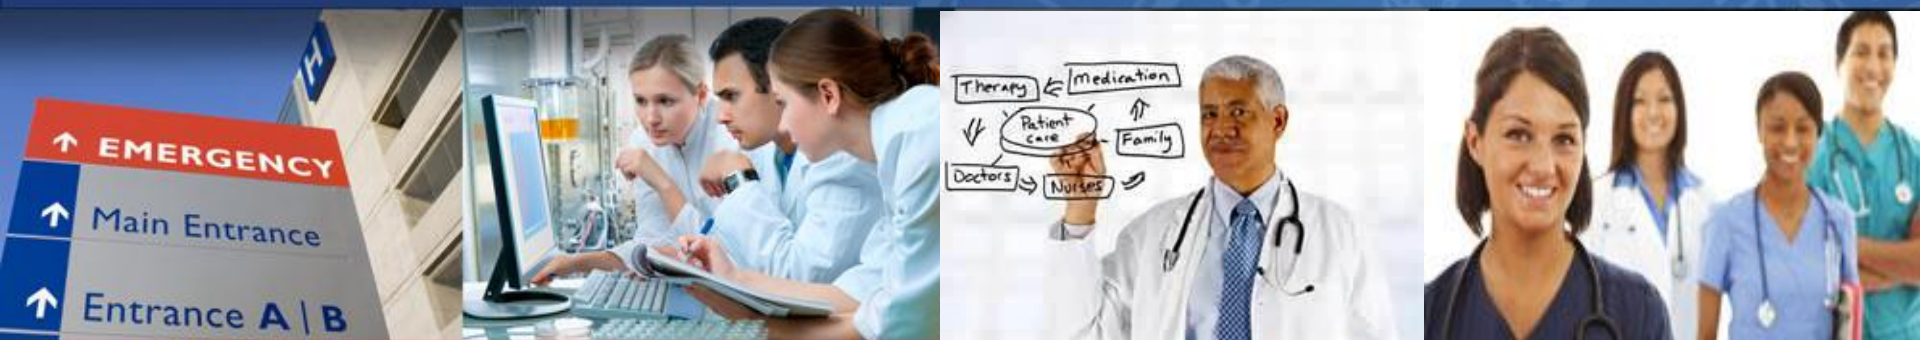 H
EMERGENCY
Main Entrance
Entrance A | B
Therapy
Medication
Patient
care
Family
Doctors
Nurses